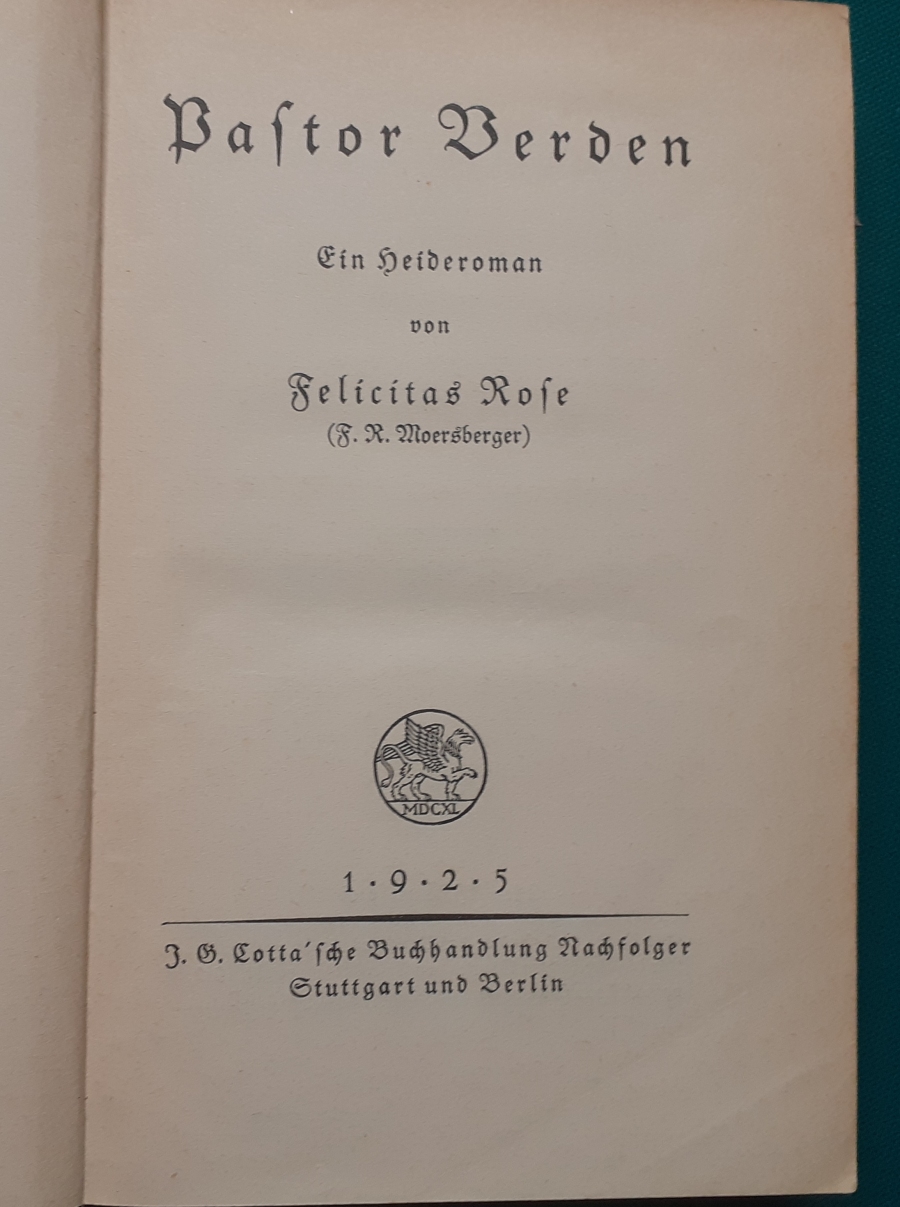 Paſtor Verden
Ein Heideroman
von
Felicitas Roſe
(F. R. Moersberger)
MDCXL
1 · 9 · 2 · 5
J. G. Cotta'ſche Buchhandlung Nachfolger
Stuttgart und Berlin